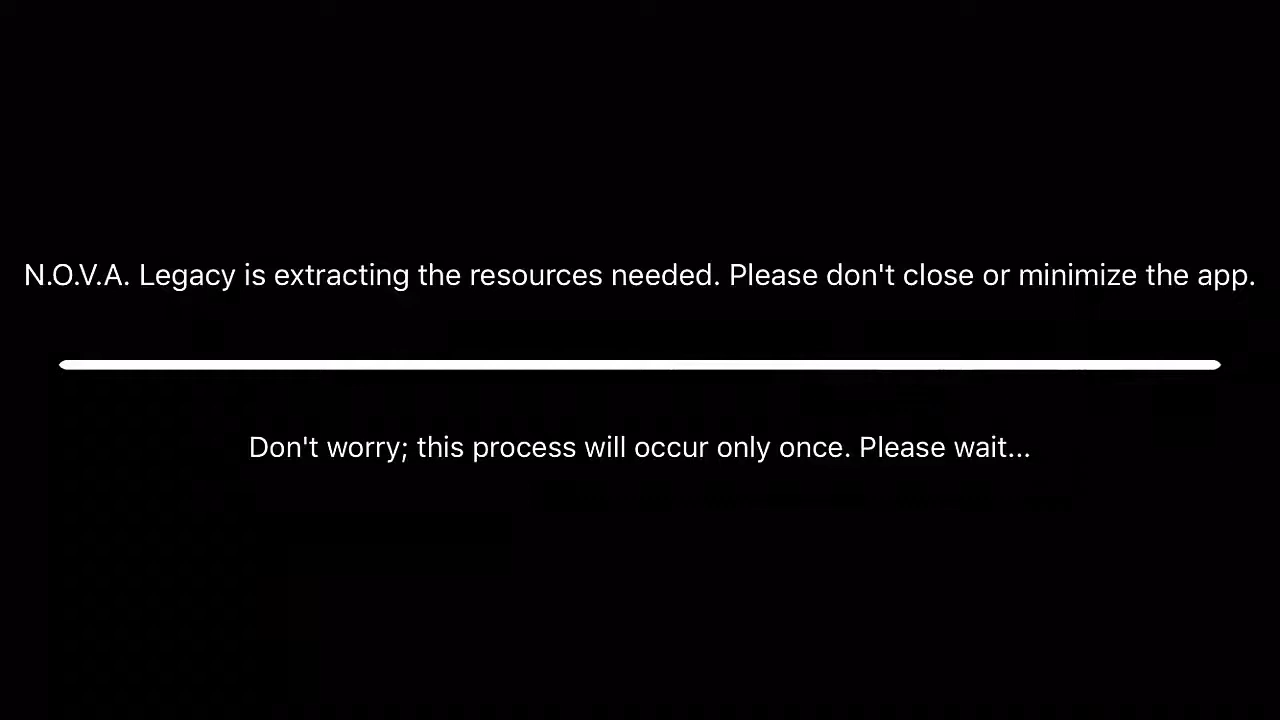 N.O.V.A. Legacy is extracting the resources needed. Please don't close or minimize the app.
Don't worry; this process will occur only once. Please wait...